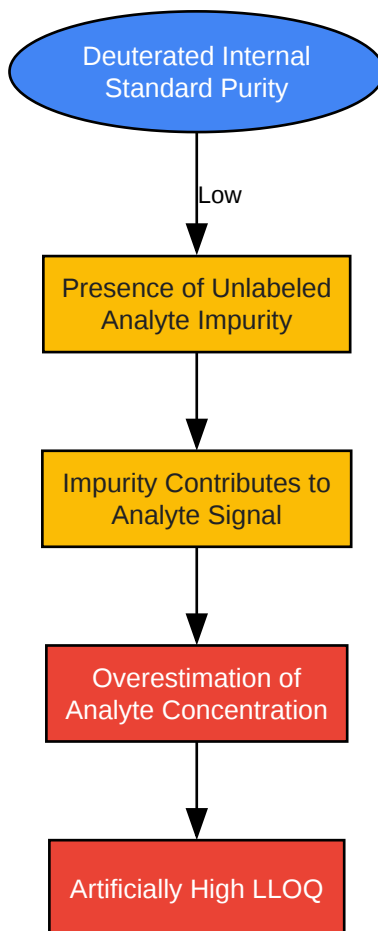 Deuterated Internal
Standard Purity
Low
Presence of Unlabeled
Analyte Impurity
Impurity Contributes to
Analyte Signal
Overestimation of
Analyte Concentration
Artificially High LLOQ